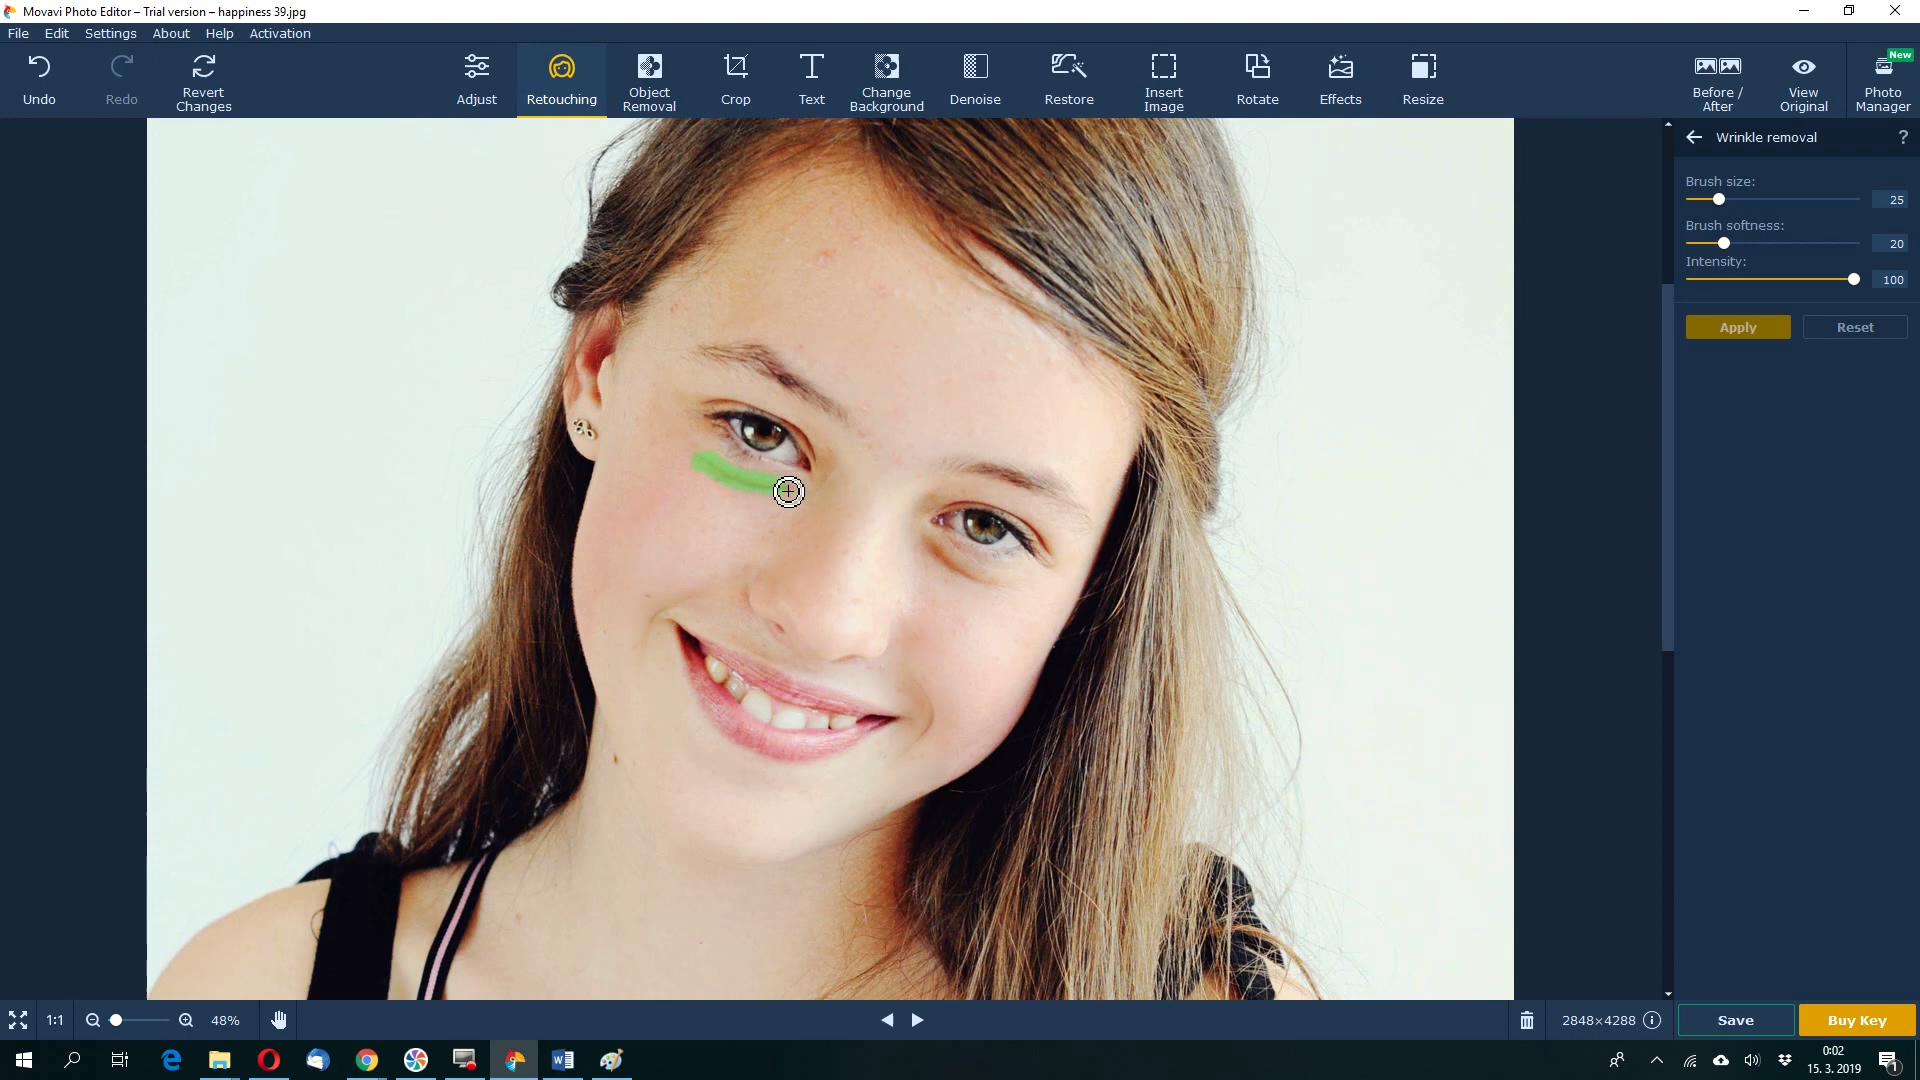 Movavi Photo Editor – Trial version – happiness 39.jpg
File Edit Settings About Help Activation
Undo
Redo
Revert
Changes
Adjust
Retouching
Object
Removal
Crop
Text
Change
Background
Denoise
Restore
Insert
Image
Rotate
Effects
Resize
Before /
After
View
Original
New
Photo
Manager
Wrinkle removal ?
Brush size:
25
Brush softness:
20
Intensity:
100
Apply Reset
1:1
48%
2848×4288
Save
Buy Key
0:02
15. 3. 2019
1